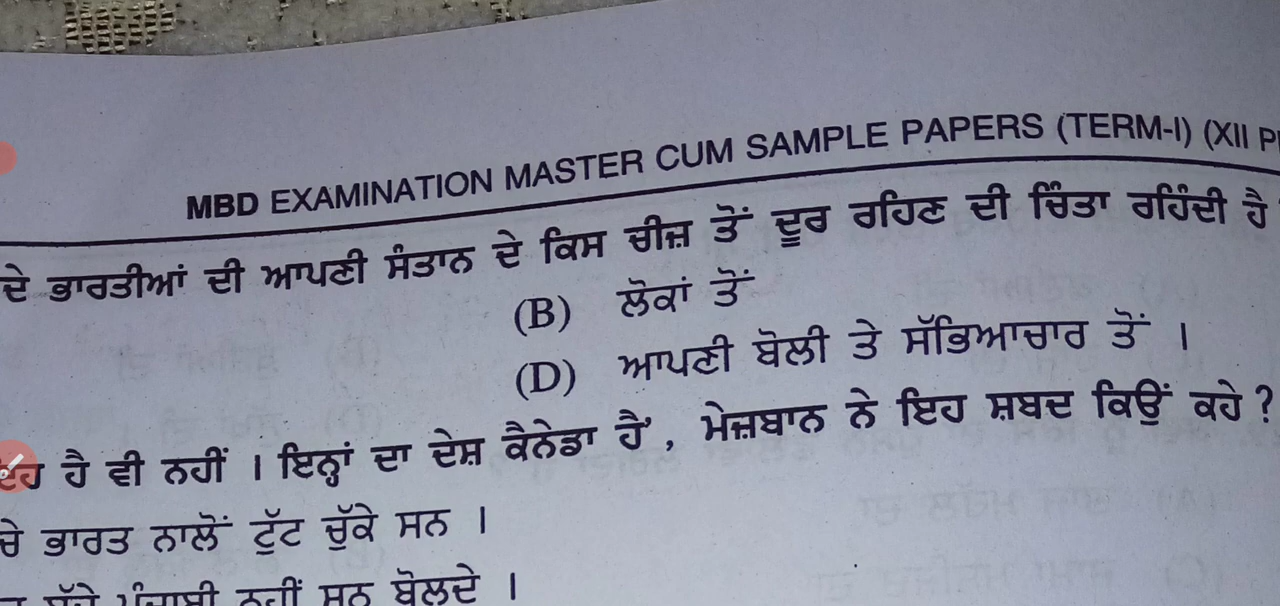 MBD EXAMINATION MASTER CUM SAMPLE PAPERS (TERM-I) (XII
ਦੇ ਭਾਰਤੀਆਂ ਦੀ ਆਪਣੀ ਸੰਤਾਨ ਦੇ ਕਿਸ ਚੀਜ਼ ਤੋਂ ਦੂਰ ਰਹਿਣ ਦੀ ਚਿੰਤਾ ਰਹਿੰਦੀ ਹੈ
(B) ਲੋਕਾਂ ਤੋਂ
(D) ਆਪਣੀ ਬੋਲੀ ਤੇ ਸੱਭਿਆਚਾਰ ਤੋਂ ।
ਹੈ ਵੀ ਨਹੀਂ । ਇਨ੍ਹਾਂ ਦਾ ਦੇਸ਼ ਕੈਨੇਡਾ ਹੈ', ਮੇਜ਼ਬਾਨ ਨੇ ਇਹ ਸ਼ਬਦ ਕਿਉਂ ਕਹੇ ?
ਚੇ ਭਾਰਤ ਨਾਲੋਂ ਟੁੱਟ ਚੁੱਕੇ ਸਨ ।
ਪੰਜਾਬੀ ਨਹੀਂ ਸਨ ਬੋਲਦੇ ।